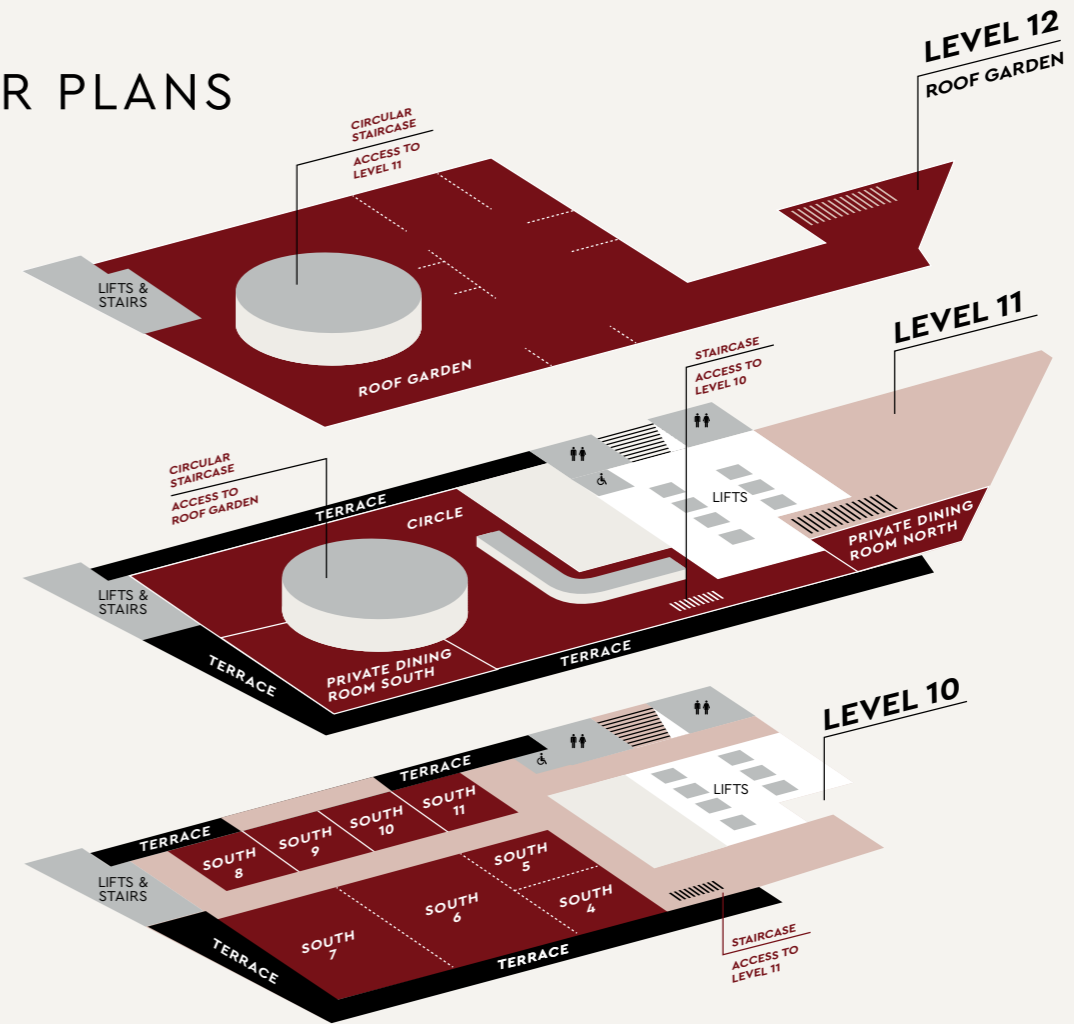 R PLANS
LEVEL 12
ROOF GARDEN
CIRCULAR
STAIRCASE
ACCESS TO
LEVEL 11
LIFTS &
STAIRS
ROOF GARDEN
LEVEL 11
STAIRCASE
ACCESS TO
LEVEL 10
CIRCULAR
STAIRCASE
ACCESS TO
ROOF GARDEN
TERRACE
CIRCLE
LIFTS
PRIVATE DINING
ROOM NORTH
LIFTS &
STAIRS
TERRACE
PRIVATE DINING
ROOM SOUTH
TERRACE
LEVEL 10
TERRACE
TERRACE
SOUTH
11
SOUTH
10
SOUTH
9
SOUTH
8
LIFTS
LIFTS &
STAIRS
SOUTH
5
SOUTH
4
SOUTH
6
SOUTH
7
TERRACE
TERRACE
STAIRCASE
ACCESS TO
LEVEL 11